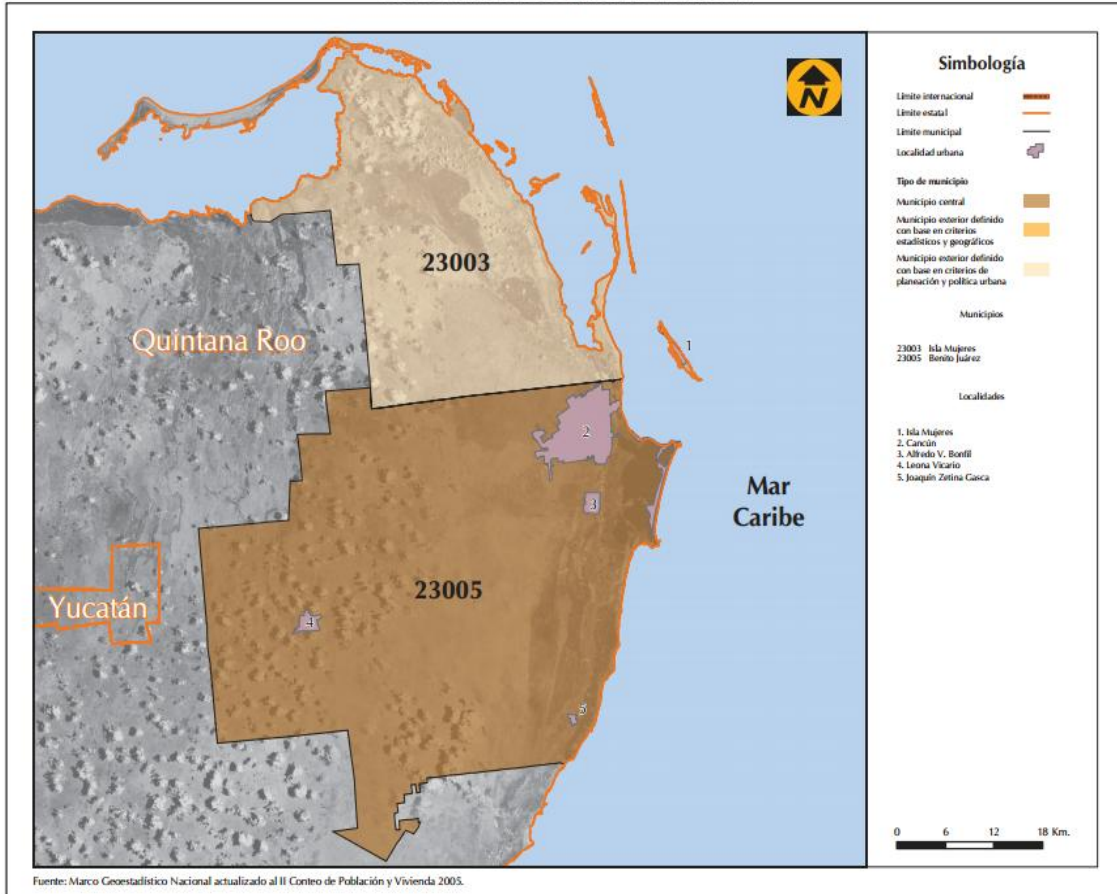 N
23003
Quintana Roo
1
2
3
Mar
Caribe
23005
Yucatán
4
5
Simbología
Límite internacional
Límite estatal
Límite municipal
Localidad urbana
Tipo de municipio
Municipio central
Municipio exterior definido
con base en criterios
estadísticos y geográficos
Municipio exterior definido
con base en criterios de
planeación y política urbana
Municipios
23003 Isla Mujeres
23005 Benito Juárez
Localidades
1. Isla Mujeres
2. Cancún
3. Alfredo V. Bonfil
4. Leona Vicario
5. Joaquín Zetina Gasca
0 6 12 18 Km.
Fuente: Marco Geoestadístico Nacional actualizado al II Conteo de Población y Vivienda 2005.